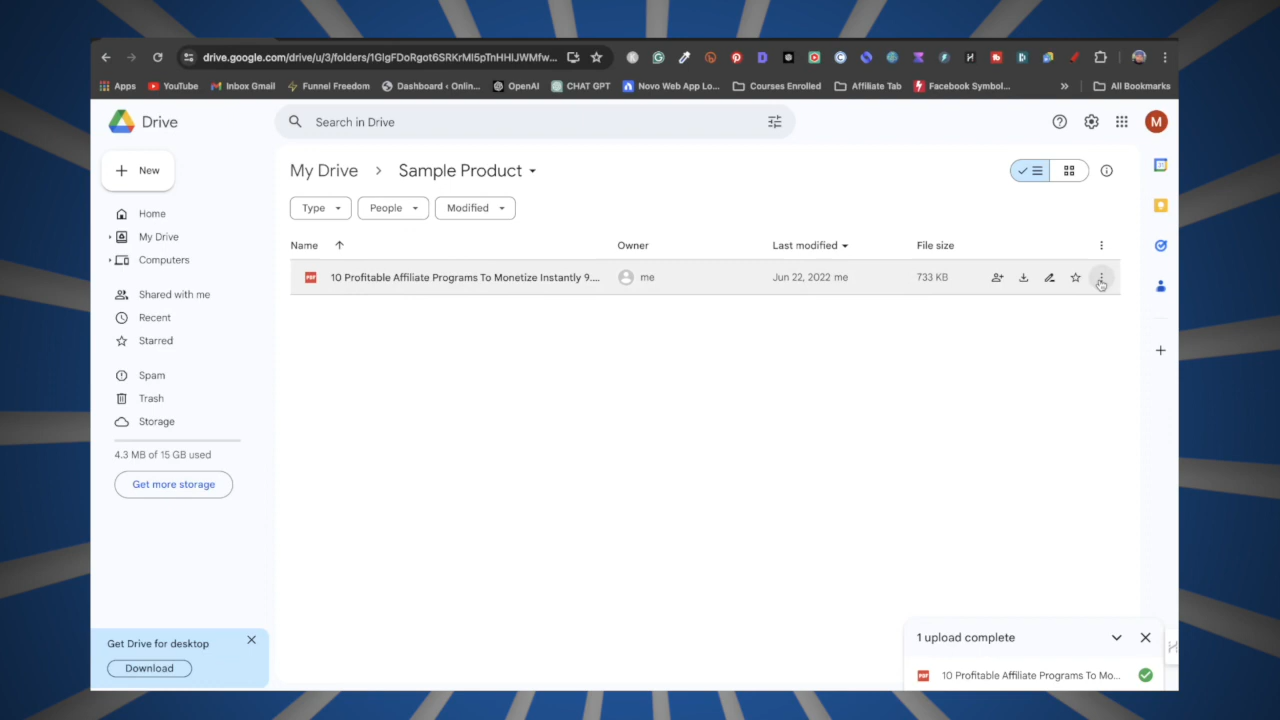 drive.google.com/drive/u/3/folders/1GlgFDoRgot6SRKrMI5pTnHHIJWMfw...
Apps YouTube Inbox Gmail Funnel Freedom Dashboard ‹ Onlin... OpenAI CHAT GPT Novo Web App Lo... Courses Enrolled Affiliate Tab Facebook Symbol... » All Bookmarks
Drive
Search in Drive
M
New
My Drive > Sample Product
Type People Modified
Home
My Drive
Computers
Shared with me
Recent
Starred
Spam
Trash
Storage
4.3 MB of 15 GB used
Get more storage
Name Owner Last modified File size
PDF 10 Profitable Affiliate Programs To Monetize Instantly 9.... me Jun 22, 2022 me 733 KB
Get Drive for desktop
Download
1 upload complete
PDF 10 Profitable Affiliate Programs To Mo...